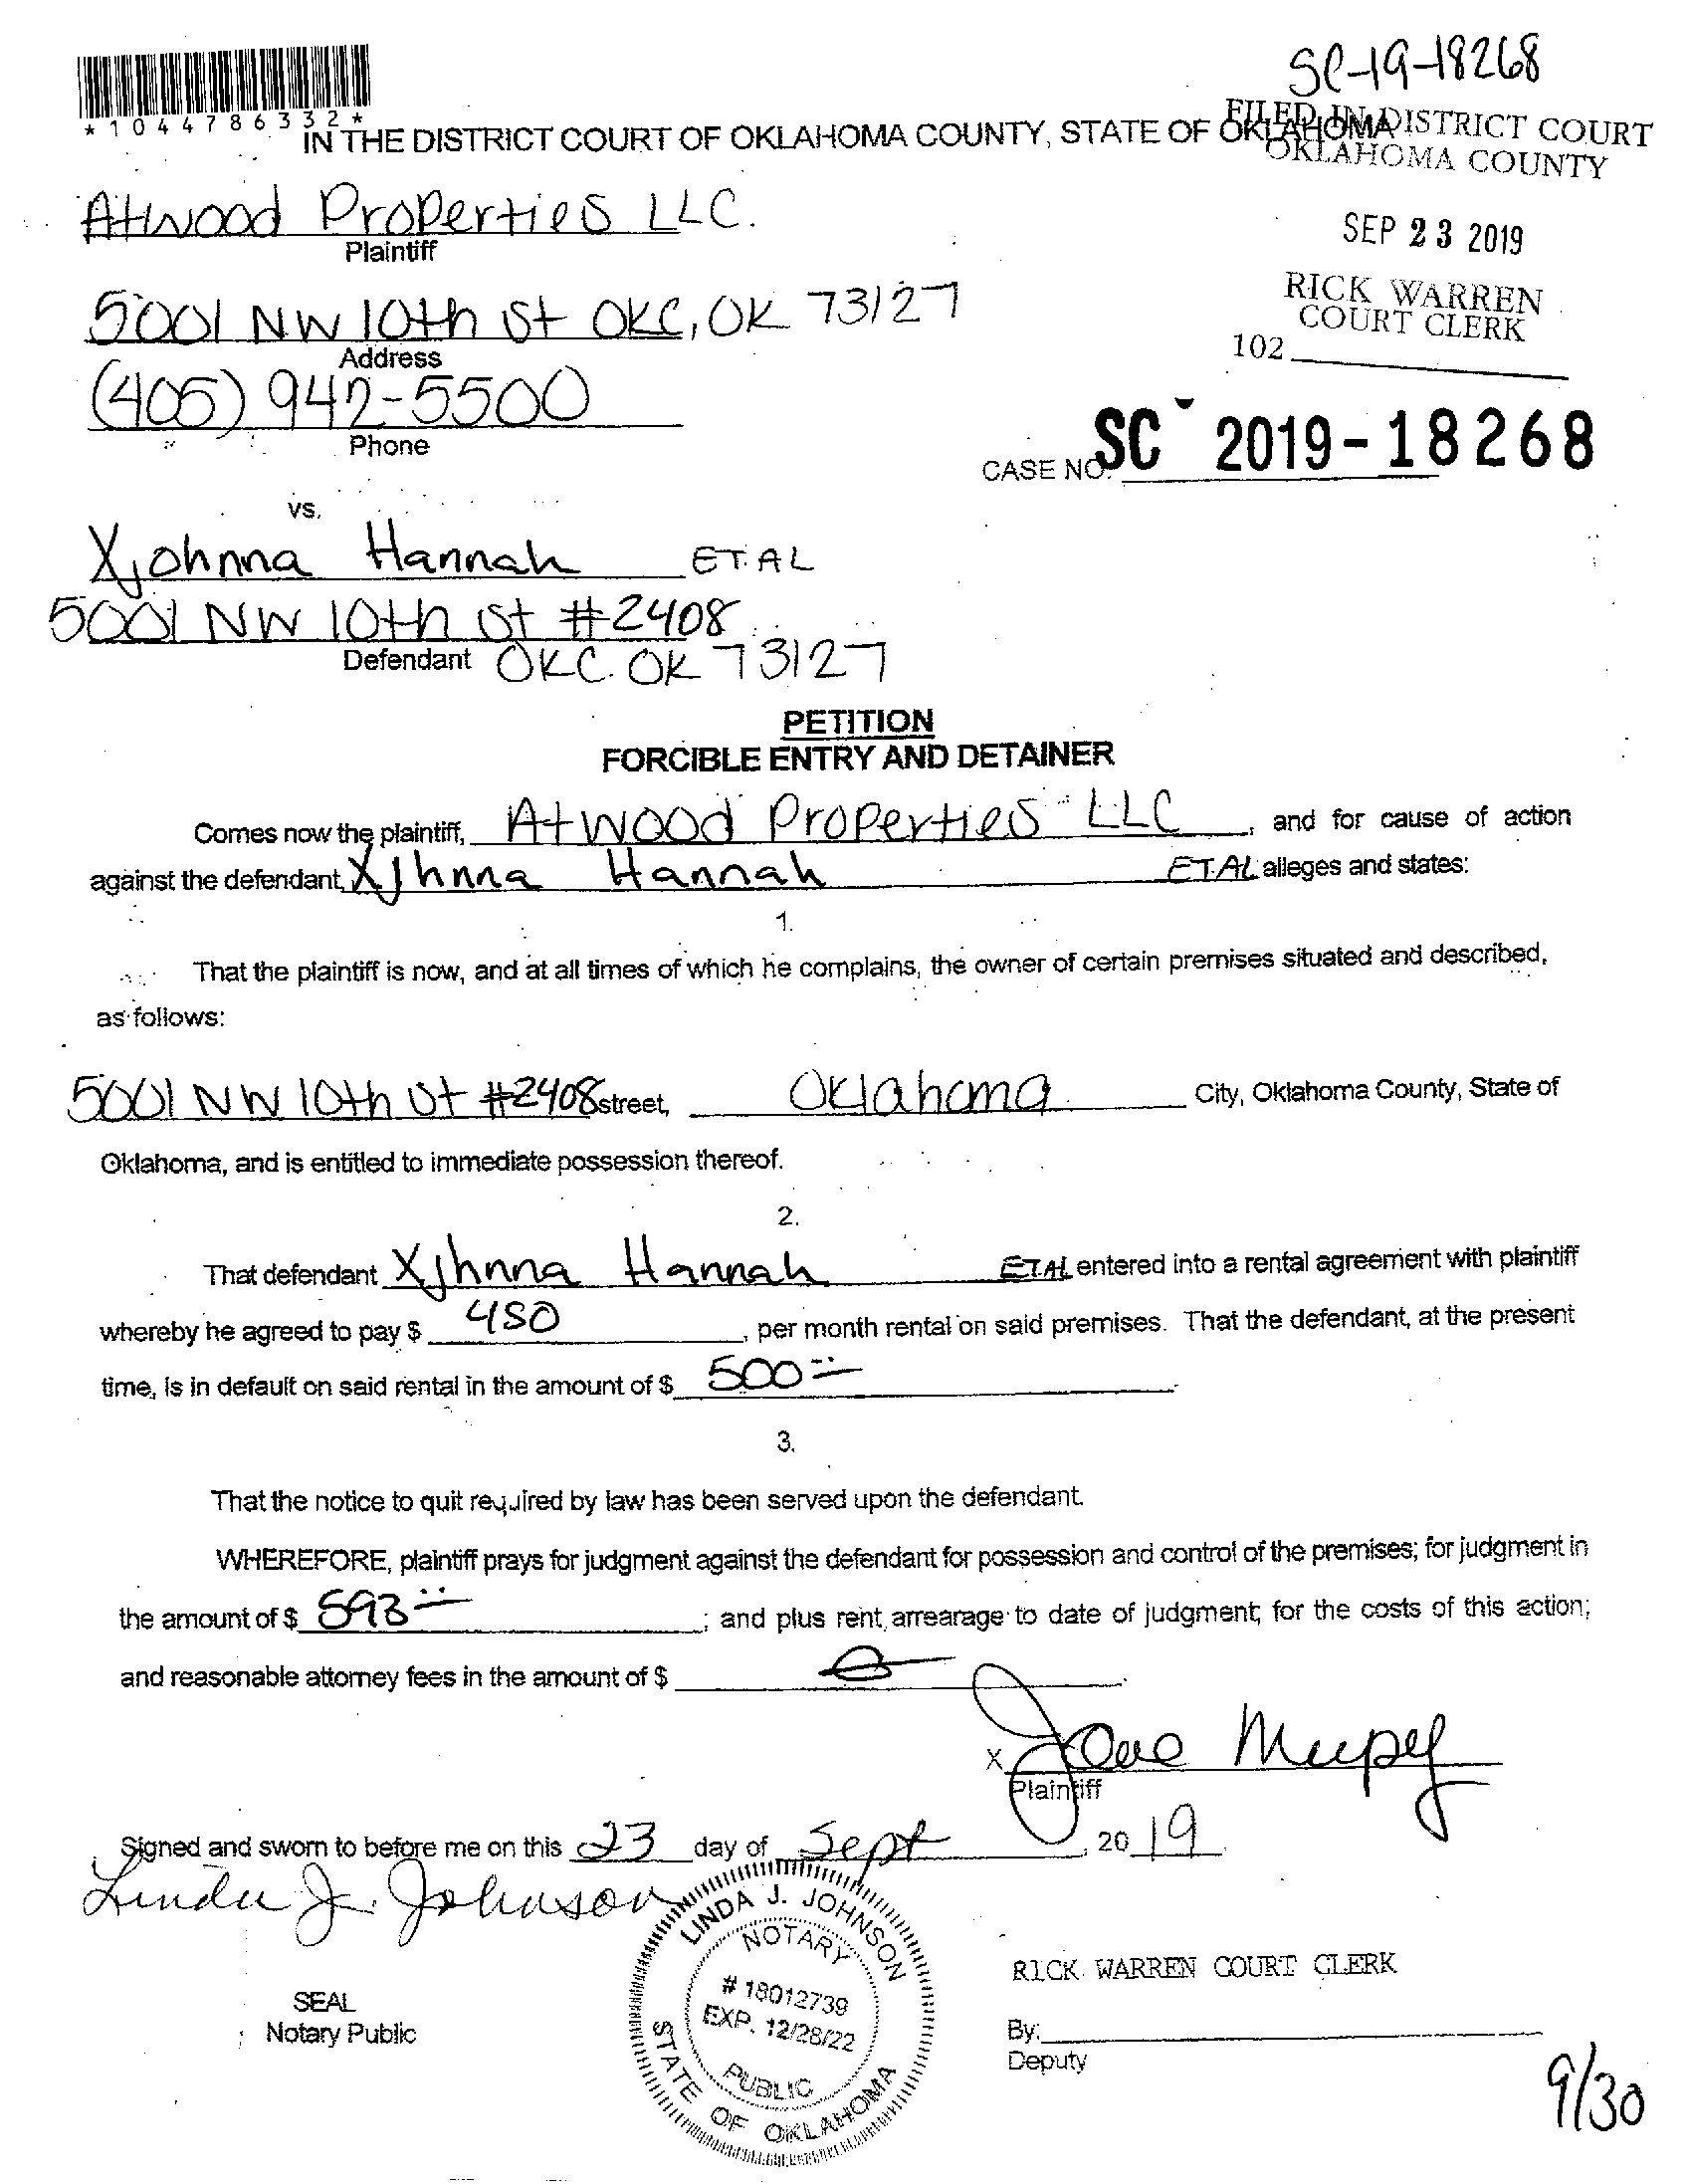 SC-19-18268
*1044786332*
IN THE DISTRICT COURT OF OKLAHOMA COUNTY, STATE OF OKLAHOMA
FILED IN DISTRICT COURT
OKLAHOMA COUNTY
SEP 23 2019
RICK WARREN
COURT CLERK
102
Atwood Properties LLC.
Plaintiff
5001 NW 10th St OKC, OK 73127
Address
(405) 942-5500
Phone
CASE NO. SC 2019-18268
vs.
Xjohnna Hannah ET.AL
5001 NW 10th St #2408
Defendant OKC. OK 73127
PETITION
FORCIBLE ENTRY AND DETAINER
Comes now the plaintiff, Atwood Properties LLC, and for cause of action
against the defendant, Xjhnna Hannah ET.AL alleges and states:
1.
That the plaintiff is now, and at all times of which he complains, the owner of certain premises situated and described,
as follows:
5001 NW 10th St #2408 street, Oklahoma City, Oklahoma County, State of
Oklahoma, and is entitled to immediate possession thereof.
2.
That defendant Xjhnna Hannah ET.AL entered into a rental agreement with plaintiff
whereby he agreed to pay $ 480, per month rental on said premises. That the defendant, at the present
time, is in default on said rental in the amount of $ 500
3.
That the notice to quit required by law has been served upon the defendant.
WHEREFORE, plaintiff prays for judgment against the defendant for possession and control of the premises; for judgment in
the amount of $ 593; and plus rent arrearage to date of judgment; for the costs of this action;
and reasonable attorney fees in the amount of $
X
Plaintiff
Signed and sworn to before me on this 23 day of Sept, 2019
Linda J. Johnson
LINDA J. JOHNSON
NOTARY
# 18012739
EXP. 12/28/22
PUBLIC
STATE OF OKLAHOMA
SEAL
Notary Public
RICK WARREN COURT CLERK
By:
Deputy
9/30